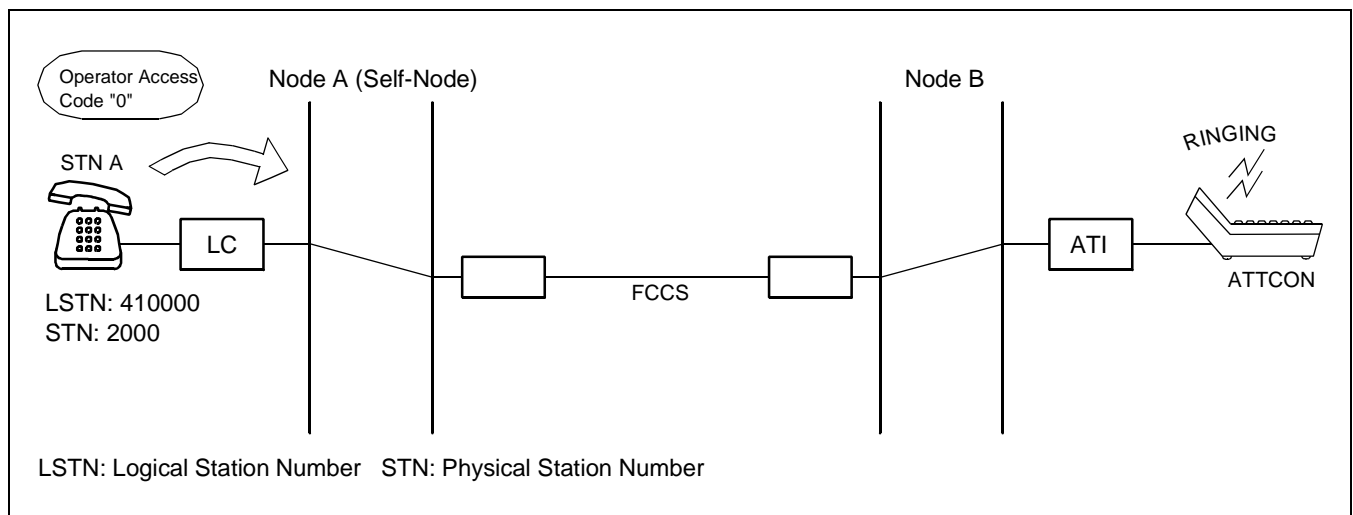 Operator Access
Code "0"
Node A (Self-Node)
Node B
STN A
RINGING
LC
ATI
FCCS
ATTCON
LSTN: 410000
STN: 2000
LSTN: Logical Station Number STN: Physical Station Number